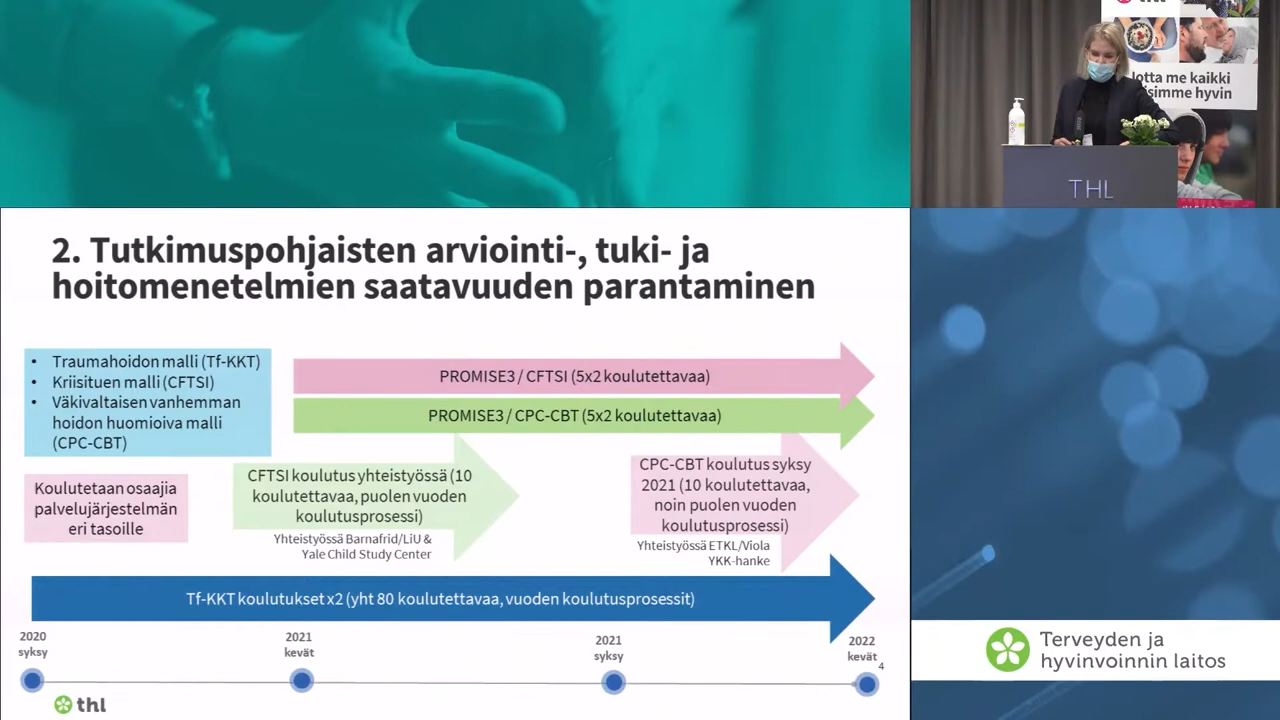 thl
Jotta me kaikki
voisimme hyvin
THL
2. Tutkimuspohjaisten arviointi-, tuki- ja
hoitomenetelmien saatavuuden parantaminen
• Traumahoidon malli (Tf-KKT)
• Kriisituen malli (CFTSI)
• Väkivaltaisen vanhemman
hoidon huomioiva malli
(CPC-CBT)
PROMISE3 / CFTSI (5x2 koulutettavaa)
PROMISE3 / CPC-CBT (5x2 koulutettavaa)
Koulutetaan osaajia
palvelujärjestelmän
eri tasoille
CFTSI koulutus yhteistyössä (10
koulutettavaa, puolen vuoden
koulutusprosessi)
Yhteistyössä Barnafrid/LiU &
Yale Child Study Center
CPC-CBT koulutus syksy
2021 (10 koulutettavaa,
noin puolen vuoden
koulutusprosessi)
Yhteistyössä ETKL/Viola
YKK-hanke
Tf-KKT koulutukset x2 (yht 80 koulutettavaa, vuoden koulutusprosessit)
2020
syksy
2021
kevät
2021
syksy
2022
kevät
4
thl
Terveyden ja
hyvinvoinnin laitos